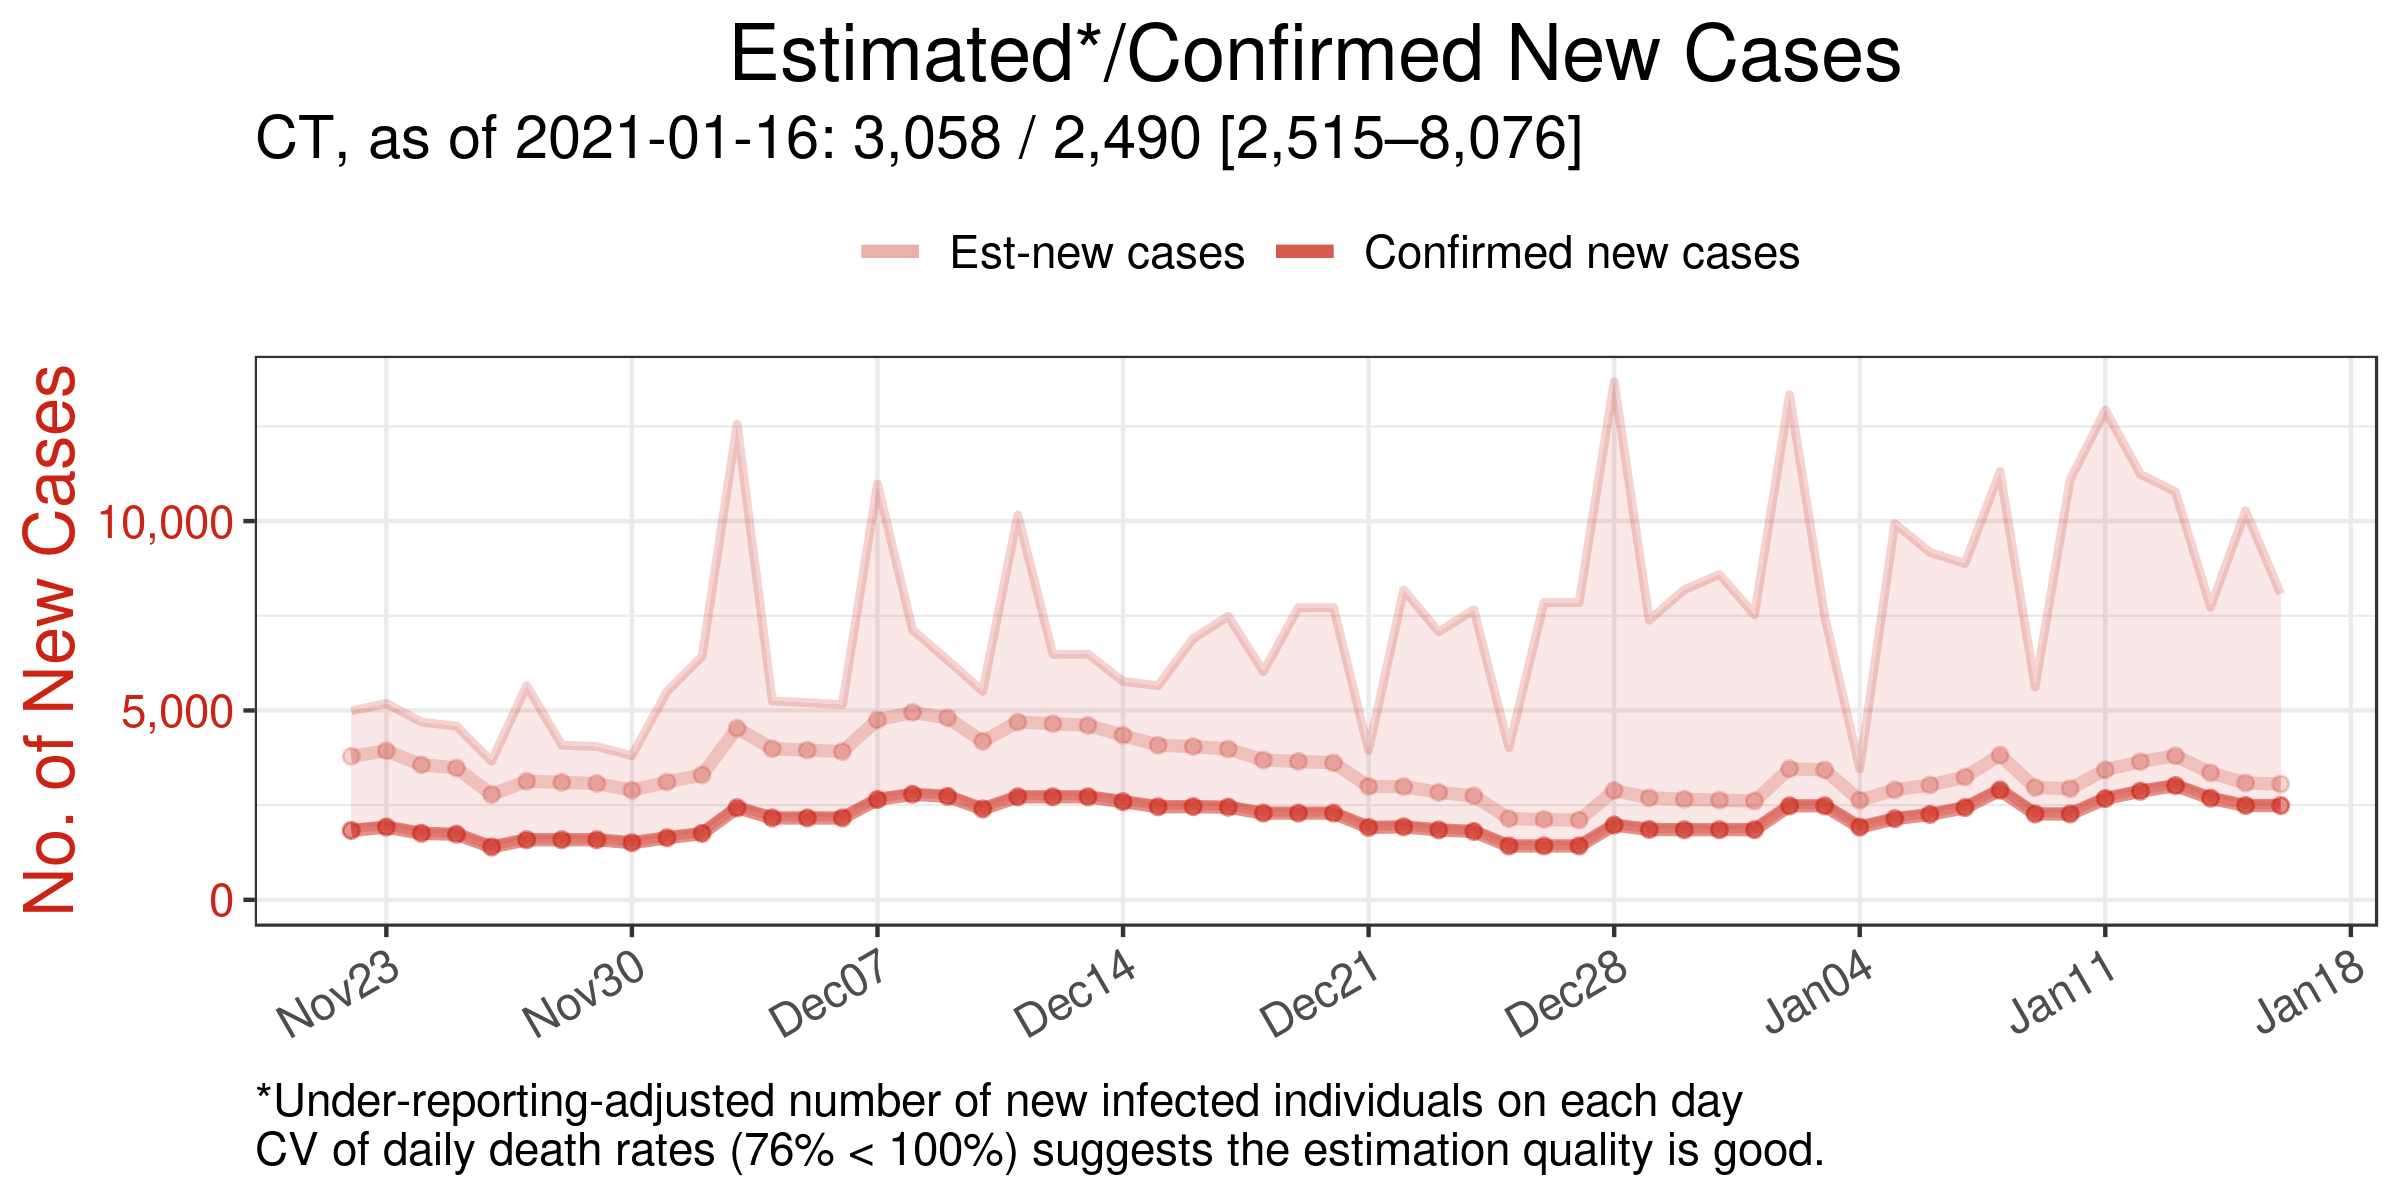 Estimated*/Confirmed New Cases
CT, as of 2021-01-16: 3,058 / 2,490 [2,515–8,076]
Est-new cases
Confirmed new cases
No. of New Cases
10,000
5,000
0
Nov23
Nov30
Dec07
Dec14
Dec21
Dec28
Jan04
Jan11
Jan18
*Under-reporting-adjusted number of new infected individuals on each day
CV of daily death rates (76% < 100%) suggests the estimation quality is good.